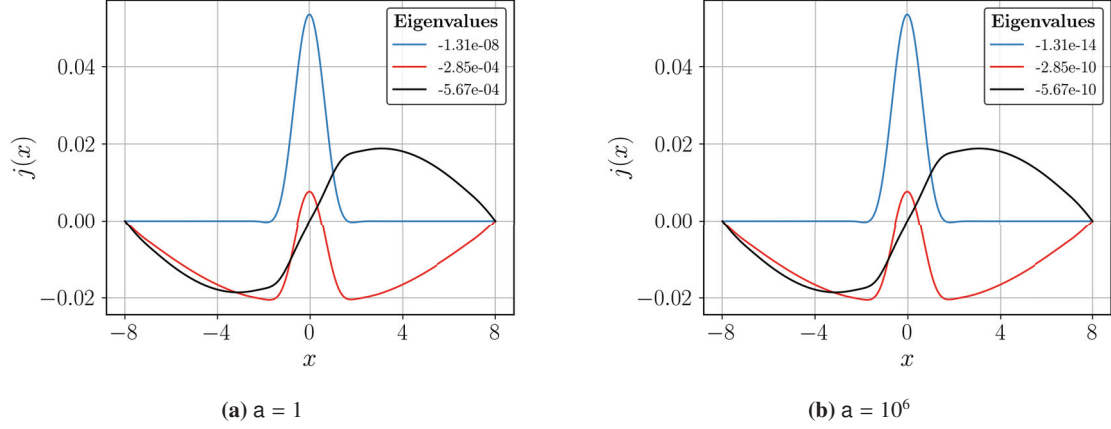 Eigenvalues
-1.31e-08
-2.85e-04
-5.67e-04
0.04
0.02
0.00
−0.02
j(x)
−8
−4
0
4
8
x
(a) a = 1
Eigenvalues
-1.31e-14
-2.85e-10
-5.67e-10
0.04
0.02
0.00
−0.02
j(x)
−8
−4
0
4
8
x
(b) a = 10⁶